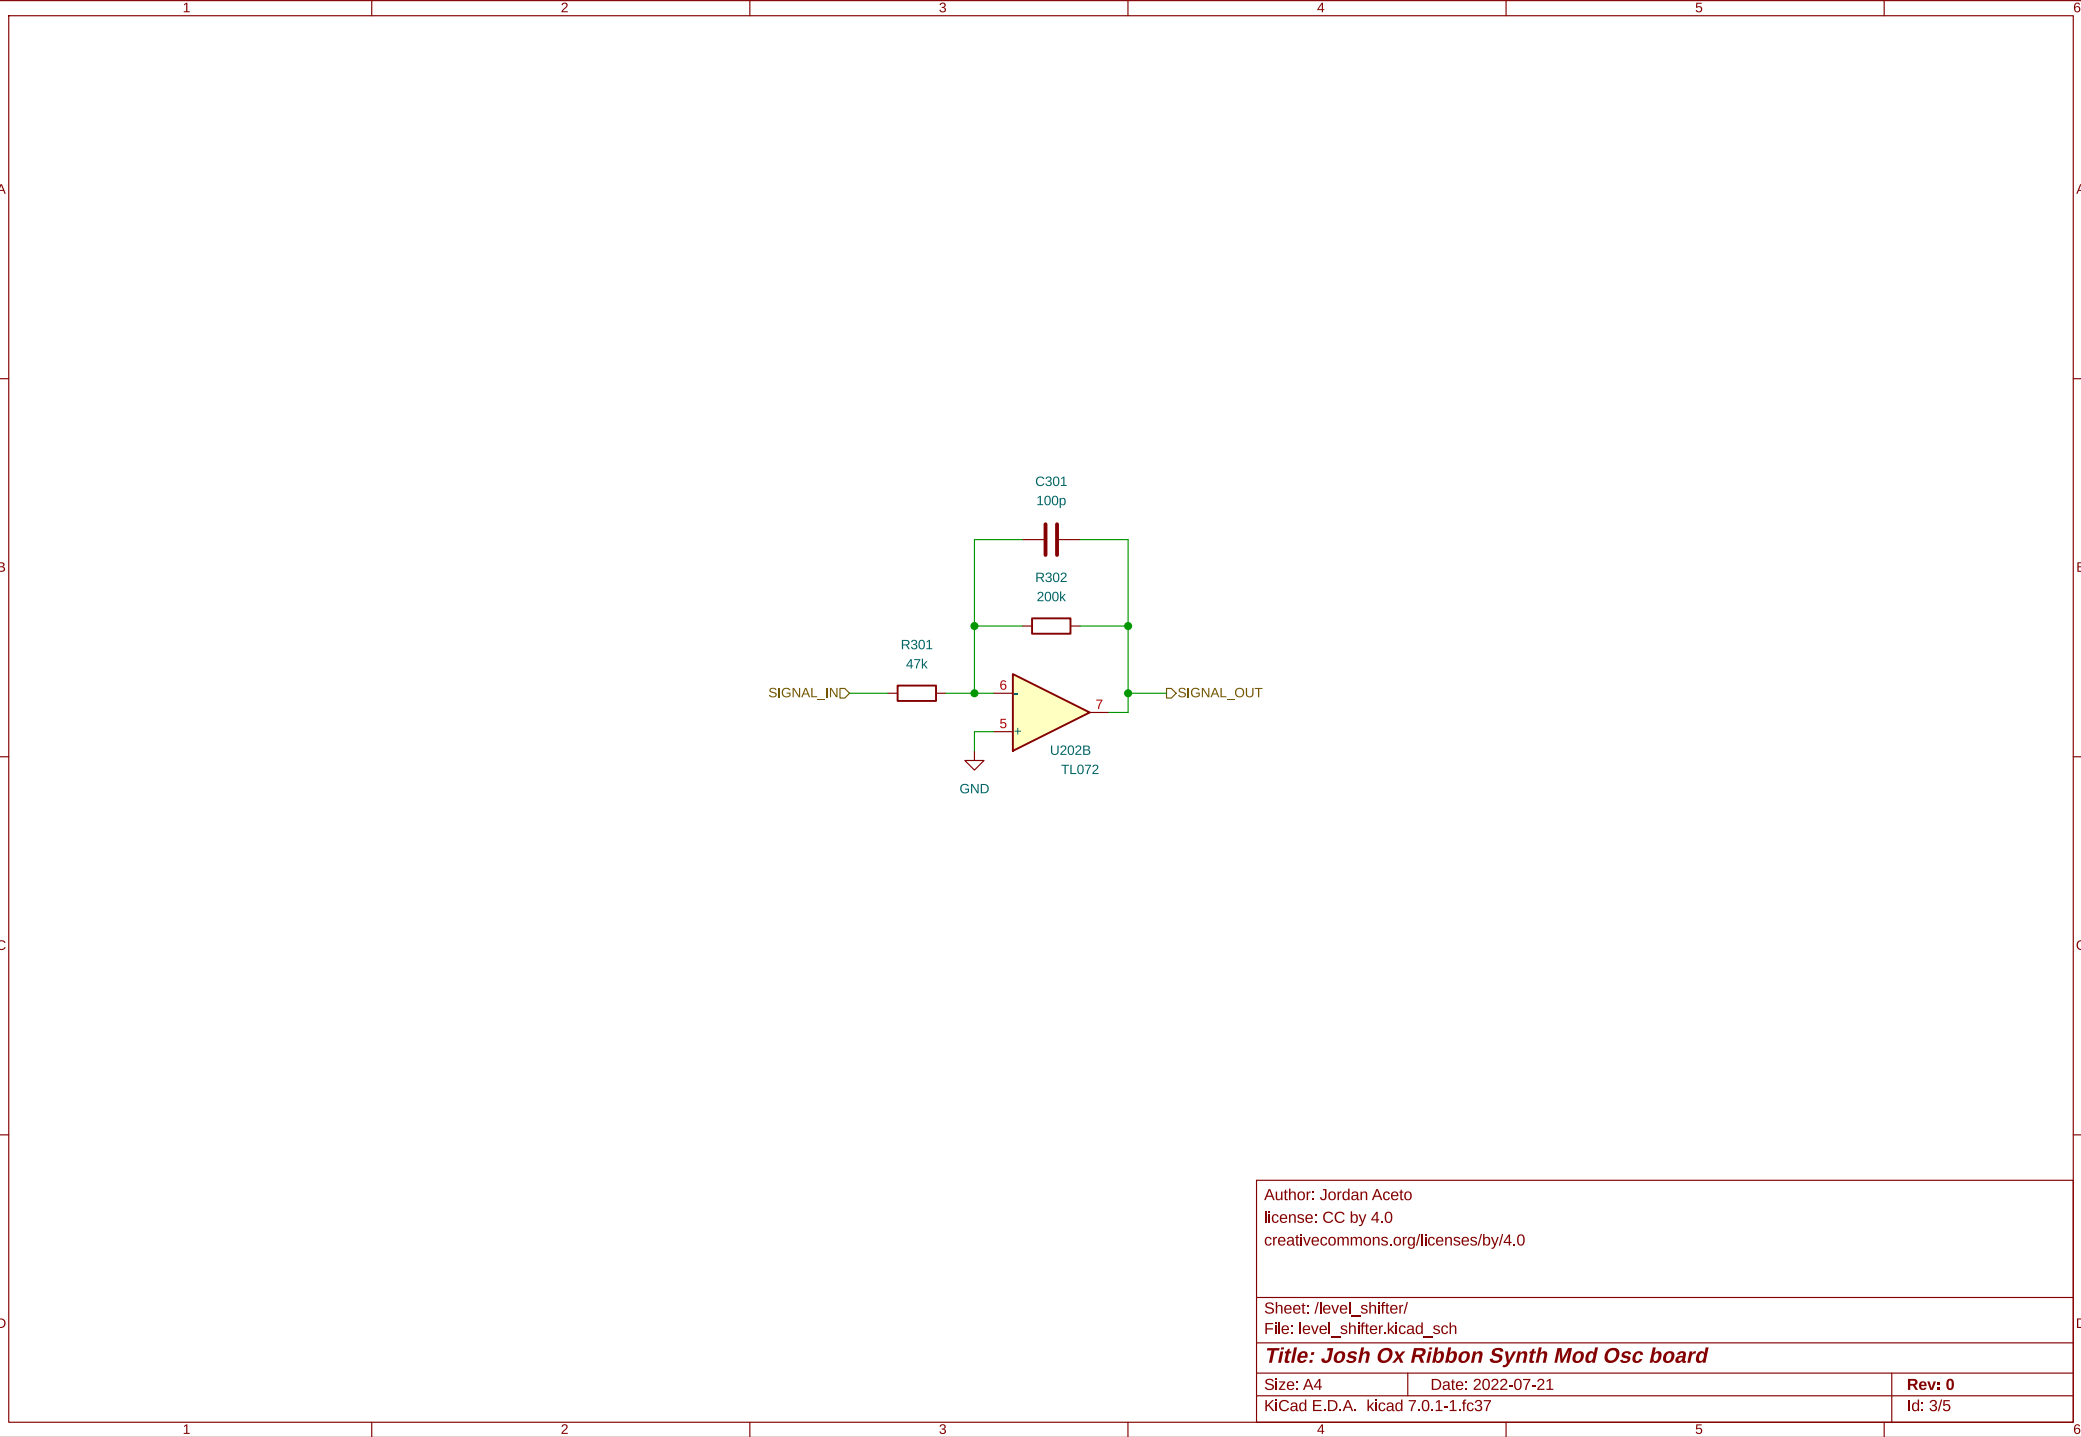 1 2 3 4 5 6
A A
C301
100p
B B
R302
200k
R301
47k
SIGNAL_IN
6
-
7
SIGNAL_OUT
5
+
U202B
TL072
GND
C C
Author: Jordan Aceto
license: CC by 4.0
creativecommons.org/licenses/by/4.0
Sheet: /level_shifter/
D D
File: level_shifter.kicad_sch
Title: Josh Ox Ribbon Synth Mod Osc board
Size: A4 Date: 2022-07-21 Rev: 0
KiCad E.D.A. kicad 7.0.1-1.fc37 Id: 3/5
1 2 3 4 5 6